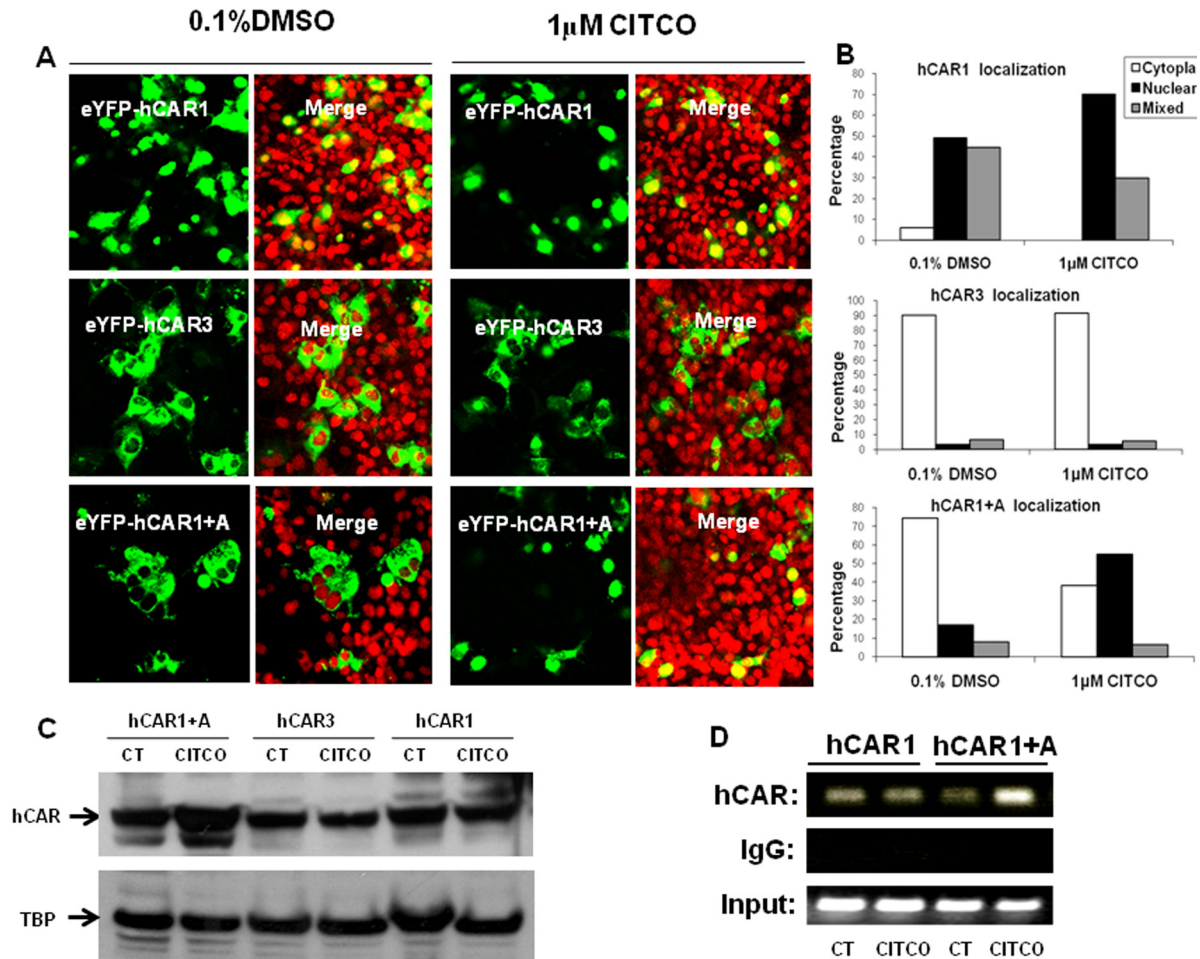 0.1%DMSO
1µM CITCO
A
eYFP-hCAR1
Merge
eYFP-hCAR1
Merge
eYFP-hCAR3
Merge
eYFP-hCAR3
Merge
eYFP-hCAR1+A
Merge
eYFP-hCAR1+A
Merge
B
hCAR1 localization
Cytopla
Nuclear
Mixed
Percentage
80
70
60
50
40
30
20
10
0
0.1% DMSO
1µM CITCO
hCAR3 localization
Percentage
100
90
80
70
60
50
40
30
20
10
0
0.1% DMSO
1µM CITCO
hCAR1+A localization
Percentage
80
70
60
50
40
30
20
10
0
0.1% DMSO
1µM CITCO
C
hCAR1+A
hCAR3
hCAR1
CT
CITCO
CT
CITCO
CT
CITCO
hCAR
TBP
D
hCAR1
hCAR1+A
hCAR:
IgG:
Input:
CT
CITCO
CT
CITCO